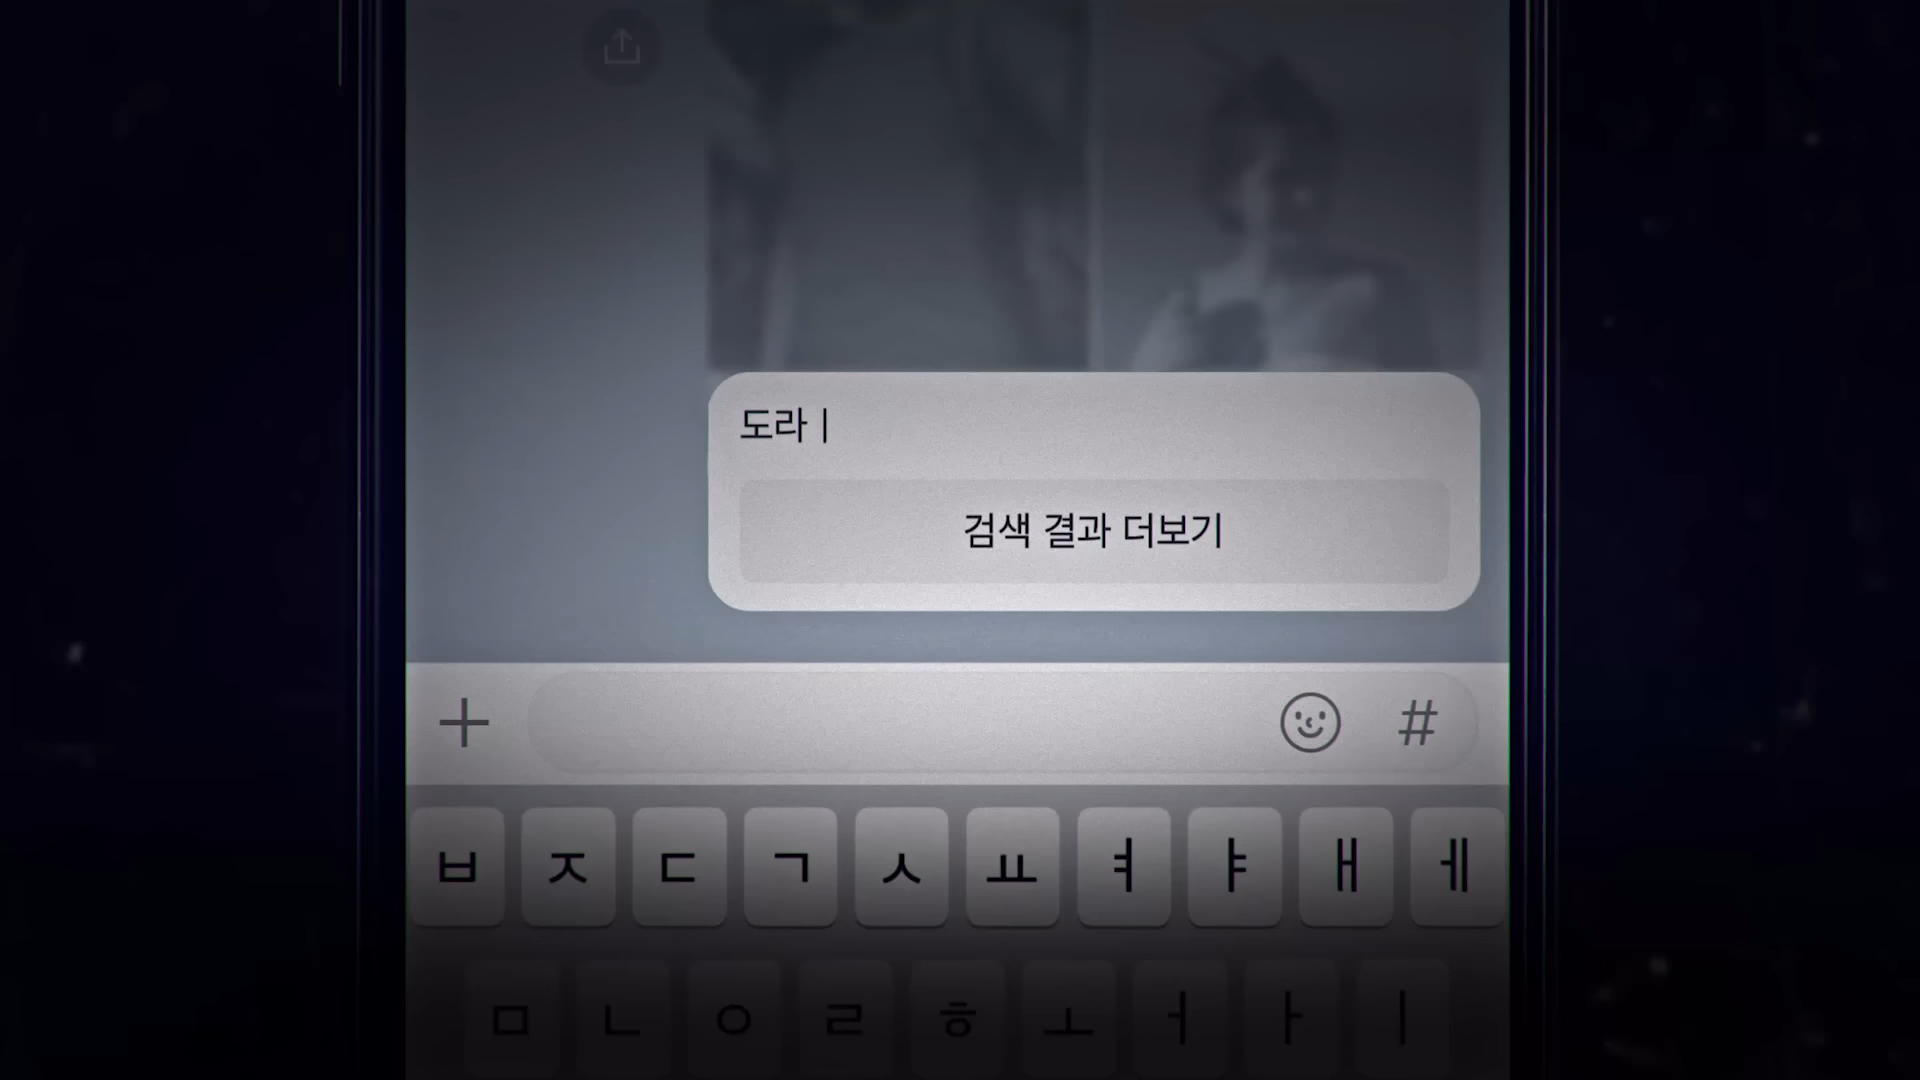 도라 |
검색 결과 더보기
#
ㅂ ㅈ ㄷ ㄱ ㅅ ㅛ ㅕ ㅑ ㅐ ㅔ
ㅁ ㄴ ㅇ ㄹ ㅎ ㅗ ㅓ ㅏ ㅣ